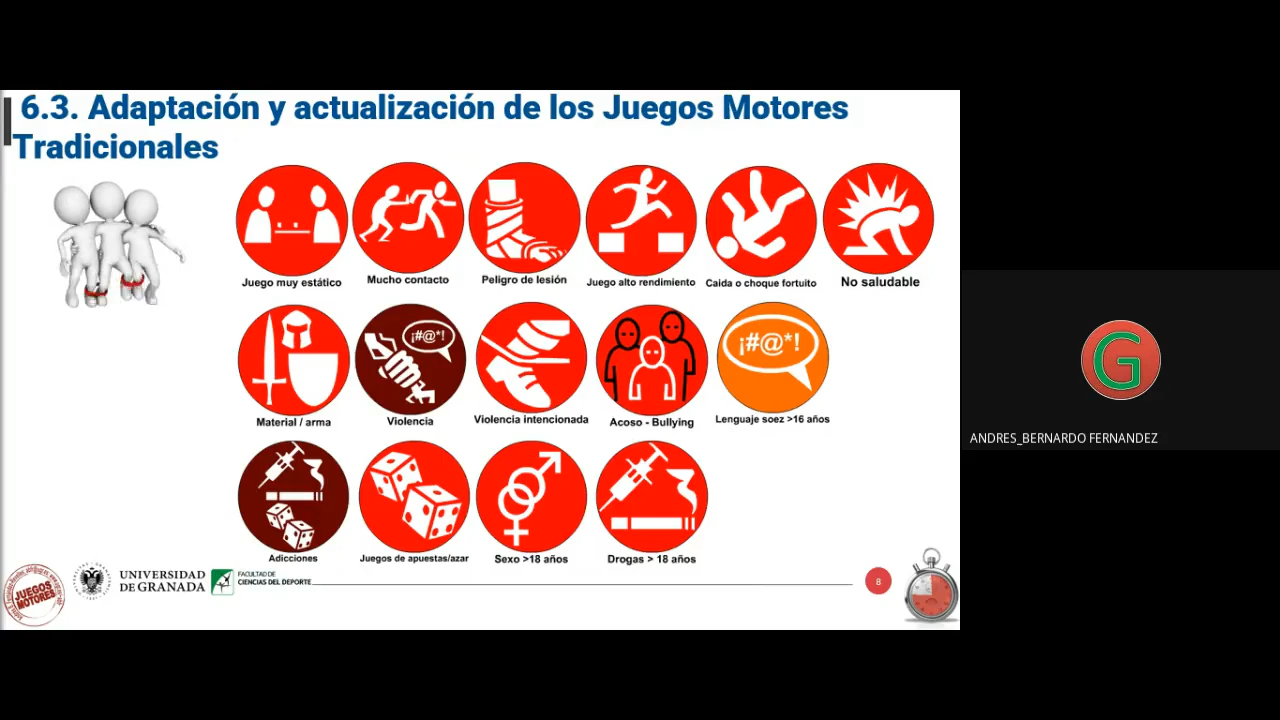 6.3. Adaptación y actualización de los Juegos Motores
Tradicionales
Juego muy estático
Mucho contacto
Peligro de lesión
Juego alto rendimiento
Caida o choque fortuito
No saludable
¡#@*!
¡#@*!
Material / arma
Violencia
Violencia intencionada
Acoso - Bullying
Lenguaje soez >16 años
Adicciones
Juegos de apuestas/azar
Sexo >18 años
Drogas > 18 años
JUEGOS
MOTORES
UNIVERSIDAD
DE GRANADA
FACULTAD DE
CIENCIAS DEL DEPORTE
8
G
ANDRES_BERNARDO FERNANDEZ